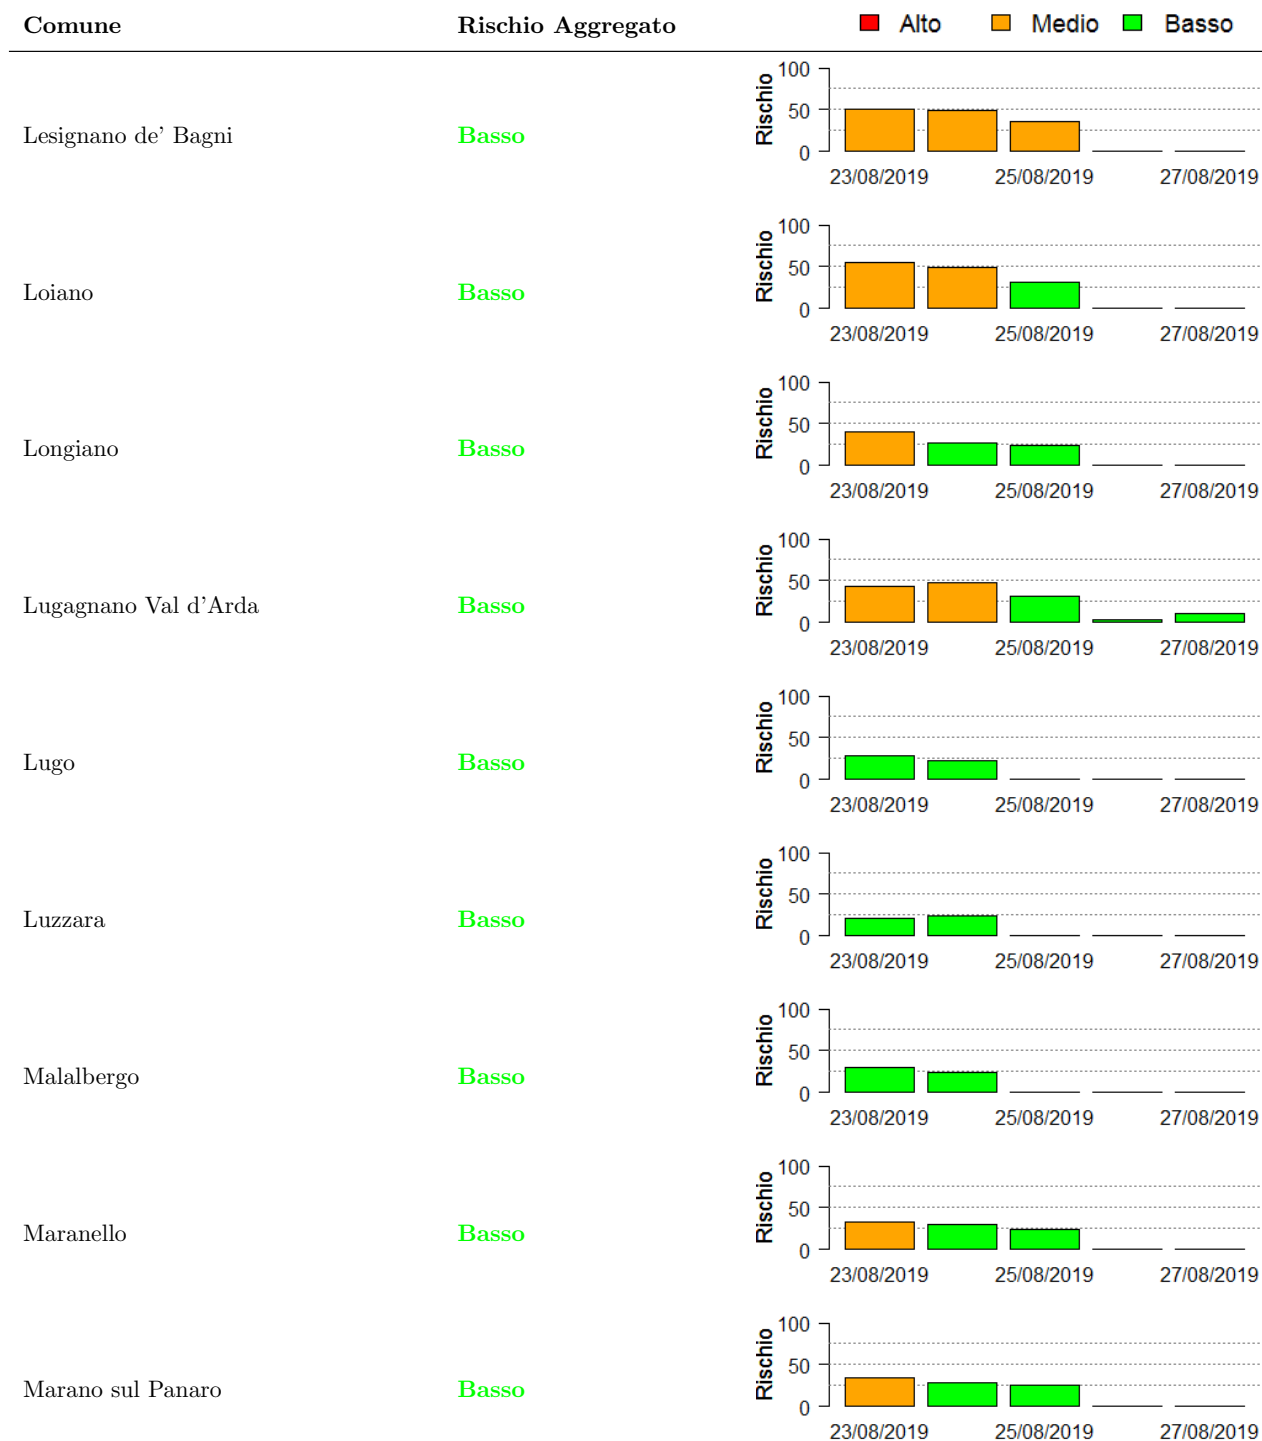 Comune Rischio Aggregato Alto Medio Basso
Lesignano de' Bagni Basso Rischio 100 50 0
23/08/2019 25/08/2019 27/08/2019
Loiano Basso Rischio 100 50 0
23/08/2019 25/08/2019 27/08/2019
Longiano Basso Rischio 100 50 0
23/08/2019 25/08/2019 27/08/2019
Lugagnano Val d'Arda Basso Rischio 100 50 0
23/08/2019 25/08/2019 27/08/2019
Lugo Basso Rischio 100 50 0
23/08/2019 25/08/2019 27/08/2019
Luzzara Basso Rischio 100 50 0
23/08/2019 25/08/2019 27/08/2019
Malalbergo Basso Rischio 100 50 0
23/08/2019 25/08/2019 27/08/2019
Maranello Basso Rischio 100 50 0
23/08/2019 25/08/2019 27/08/2019
Marano sul Panaro Basso Rischio 100 50 0
23/08/2019 25/08/2019 27/08/2019